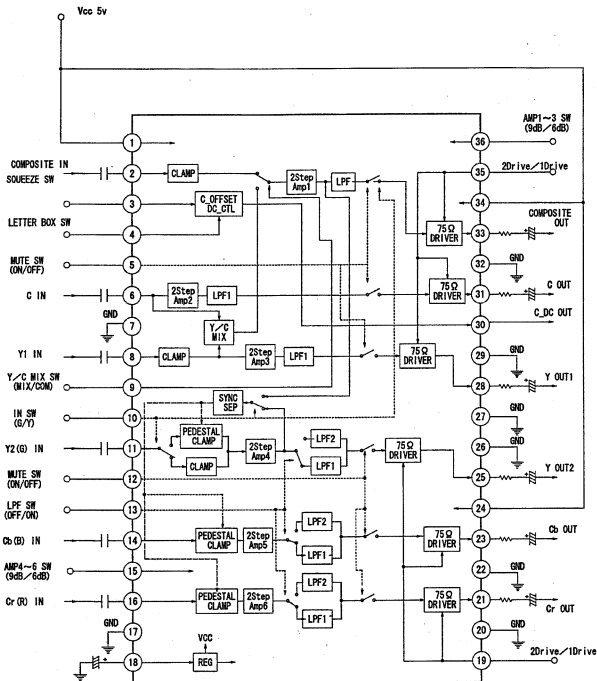 Vcc 5v
AMP1～3 SW
(9dB/6dB)
1
36
COMPOSITE IN
SQUEEZE SW
2
CLAMP
2Step
Amp1
LPF
35
2Drive/1Drive
3
C_OFFSET
DC_CTL
34
LETTER BOX SW
4
75Ω
DRIVER
33
COMPOSITE
OUT
MUTE SW
(ON/OFF)
5
32
GND
C IN
6
2Step
Amp2
LPF1
75Ω
DRIVER
31
C OUT
GND
7
Y/C
MIX
30
C_DC OUT
Y1 IN
8
CLAMP
2Step
Amp3
LPF1
75Ω
DRIVER
29
GND
Y/C MIX SW
(MIX/COM)
9
28
Y OUT1
IN SW
(G/Y)
10
SYNC
SEP
27
GND
Y2(G) IN
11
PEDESTAL
CLAMP
CLAMP
2Step
Amp4
LPF2
LPF1
75Ω
DRIVER
26
GND
MUTE SW
(ON/OFF)
12
25
Y OUT2
LPF SW
(OFF/ON)
13
24
Cb(B) IN
14
PEDESTAL
CLAMP
2Step
Amp5
LPF2
LPF1
75Ω
DRIVER
23
Cb OUT
AMP4～6 SW
(9dB/6dB)
15
22
GND
Cr(R) IN
16
PEDESTAL
CLAMP
2Step
Amp6
LPF2
LPF1
75Ω
DRIVER
21
Cr OUT
GND
17
20
GND
VCC
18
REG
19
2Drive/1Drive